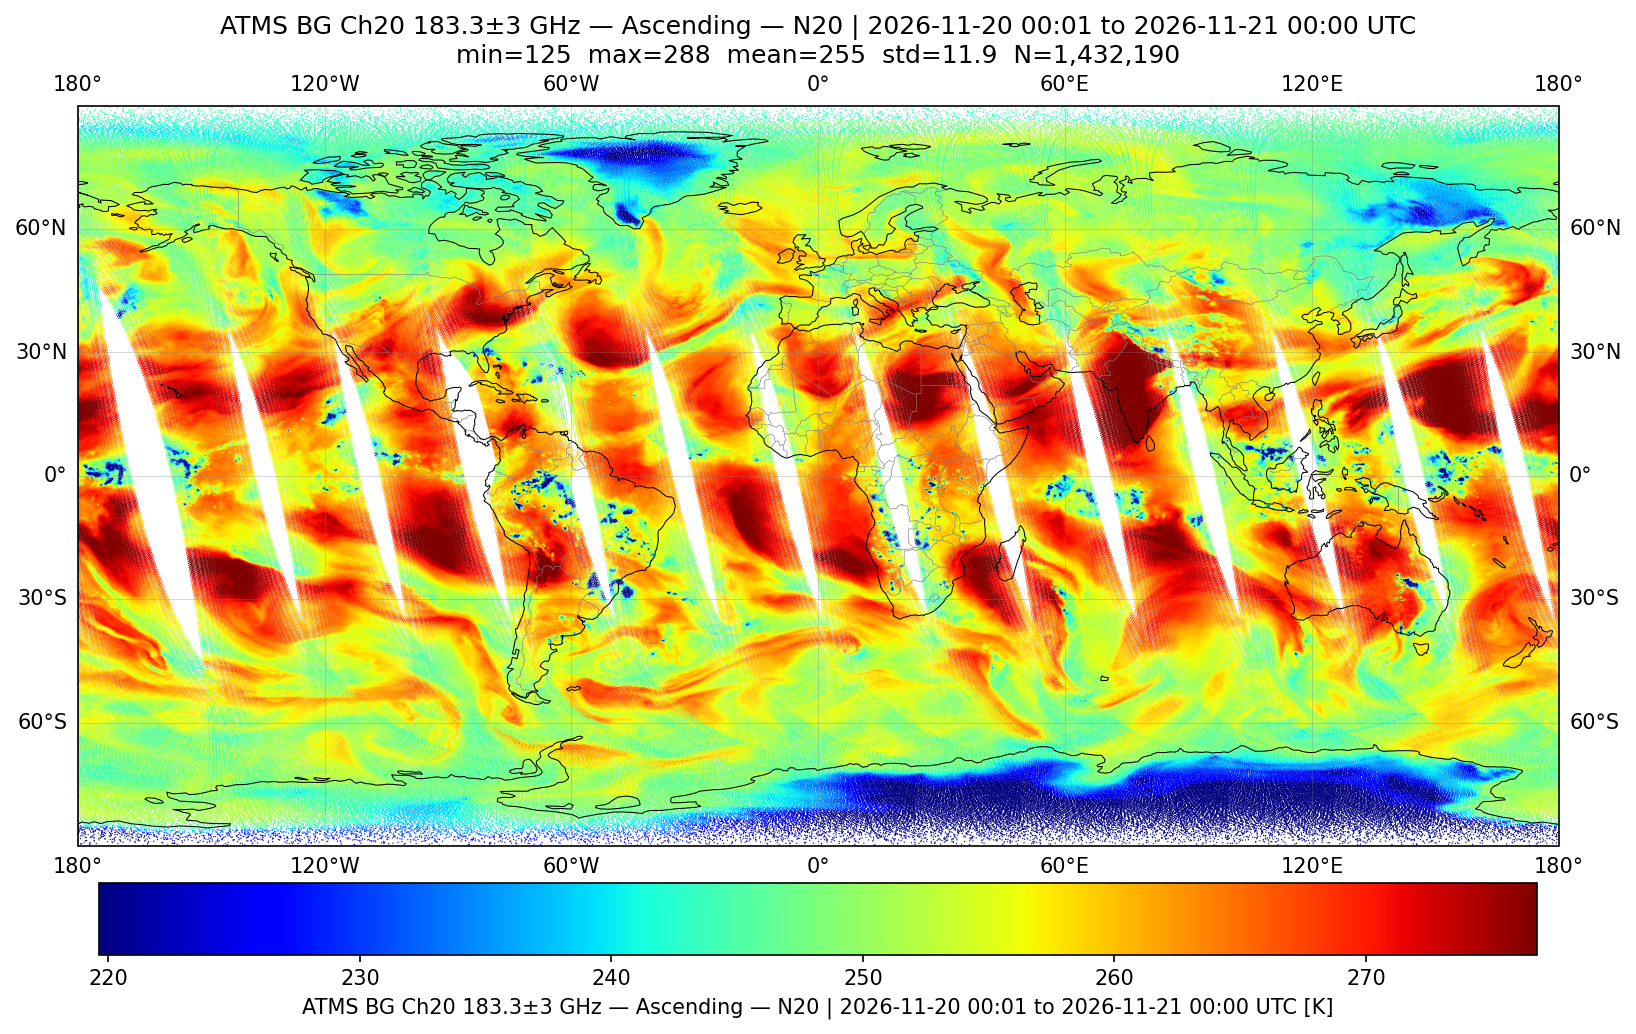 ATMS BG Ch20 183.3±3 GHz — Ascending — N20 | 2026-11-20 00:01 to 2026-11-21 00:00 UTC
min=125 max=288 mean=255 std=11.9 N=1,432,190
180° 120°W 60°W 0° 60°E 120°E 180°
60°N 60°N
30°N 30°N
0° 0°
30°S 30°S
60°S 60°S
180° 120°W 60°W 0° 60°E 120°E 180°
220 230 240 250 260 270
ATMS BG Ch20 183.3±3 GHz — Ascending — N20 | 2026-11-20 00:01 to 2026-11-21 00:00 UTC [K]